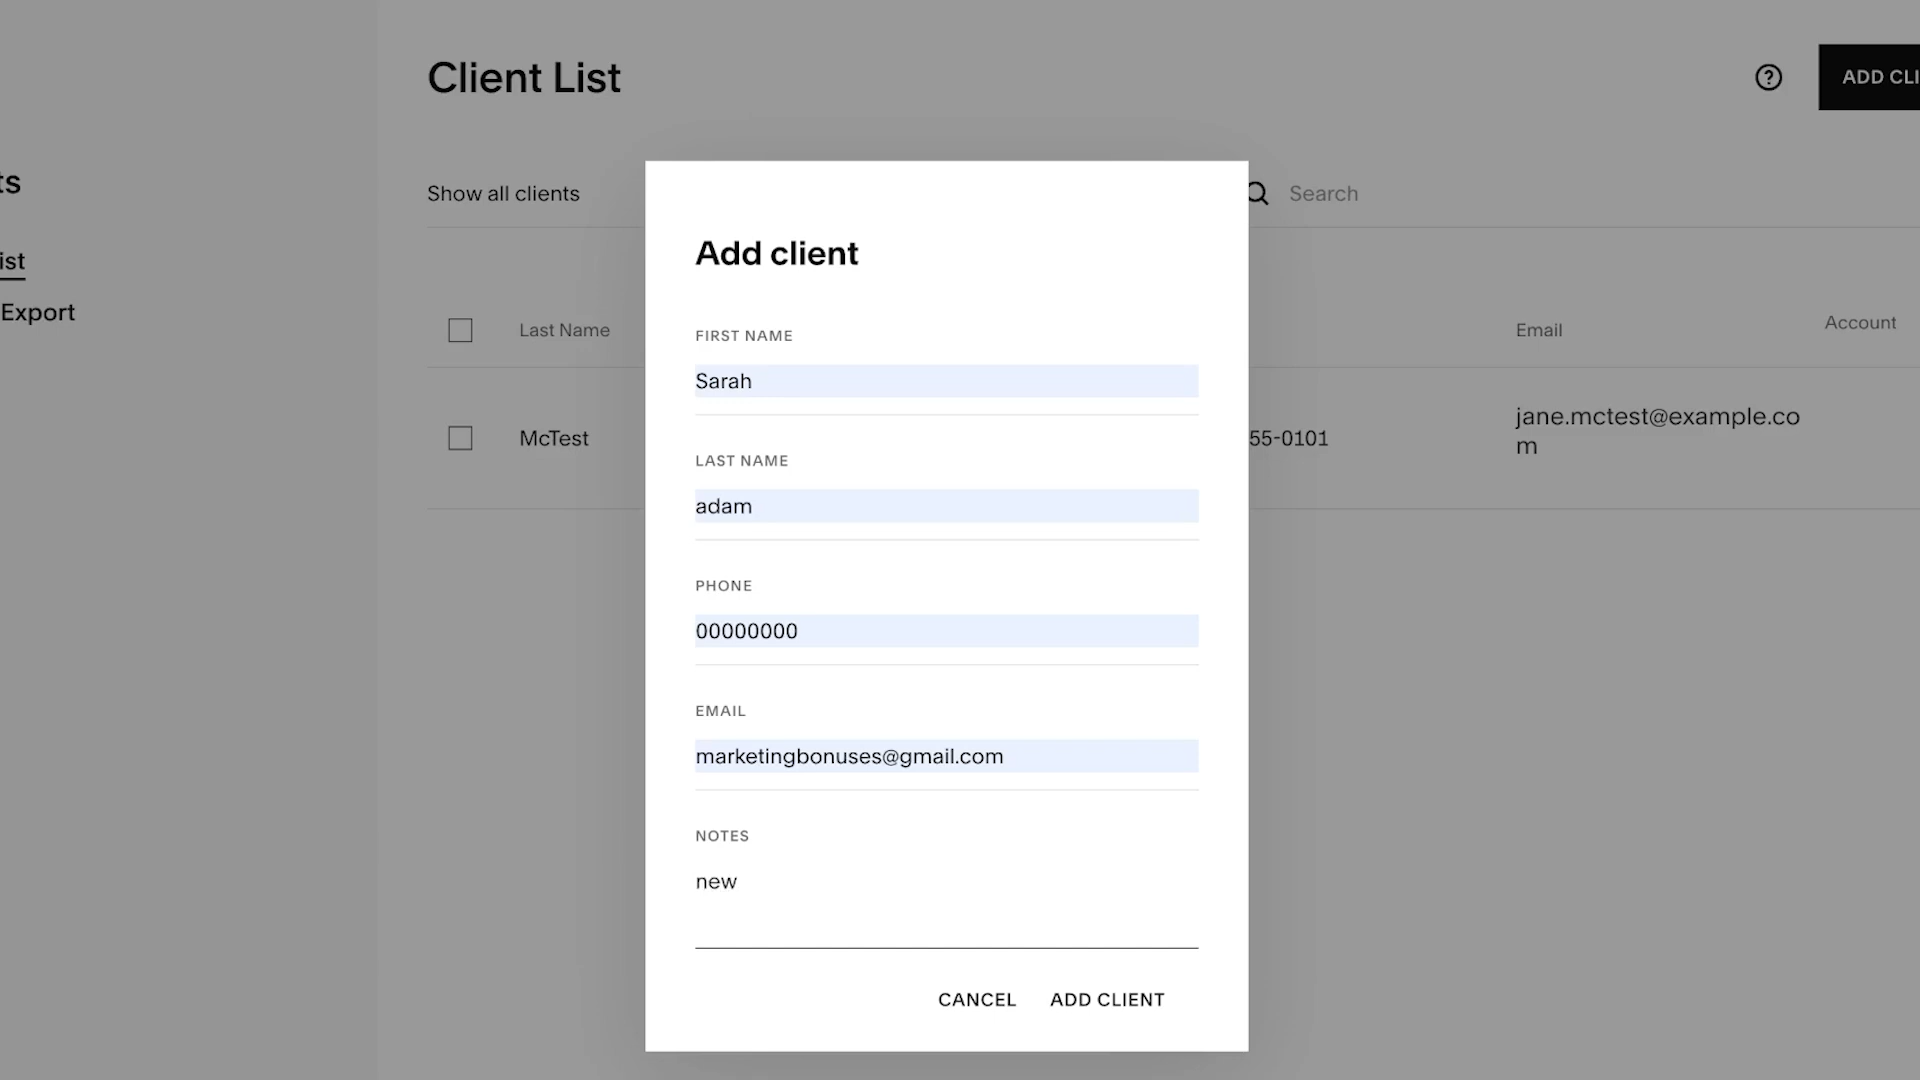 Client List
ADD CLI
ts
ist
Export
Show all clients
Search
Last Name
Email
Account
McTest
55-0101
jane.mctest@example.co
m
Add client
FIRST NAME
Sarah
LAST NAME
adam
PHONE
00000000
EMAIL
marketingbonuses@gmail.com
NOTES
new
CANCEL ADD CLIENT